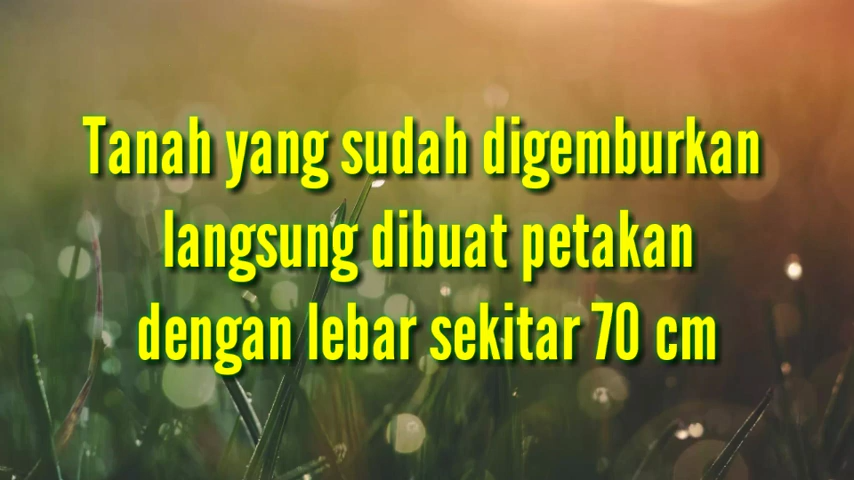 Tanah yang sudah digemburkan
langsung dibuat petakan
dengan lebar sekitar 70 cm